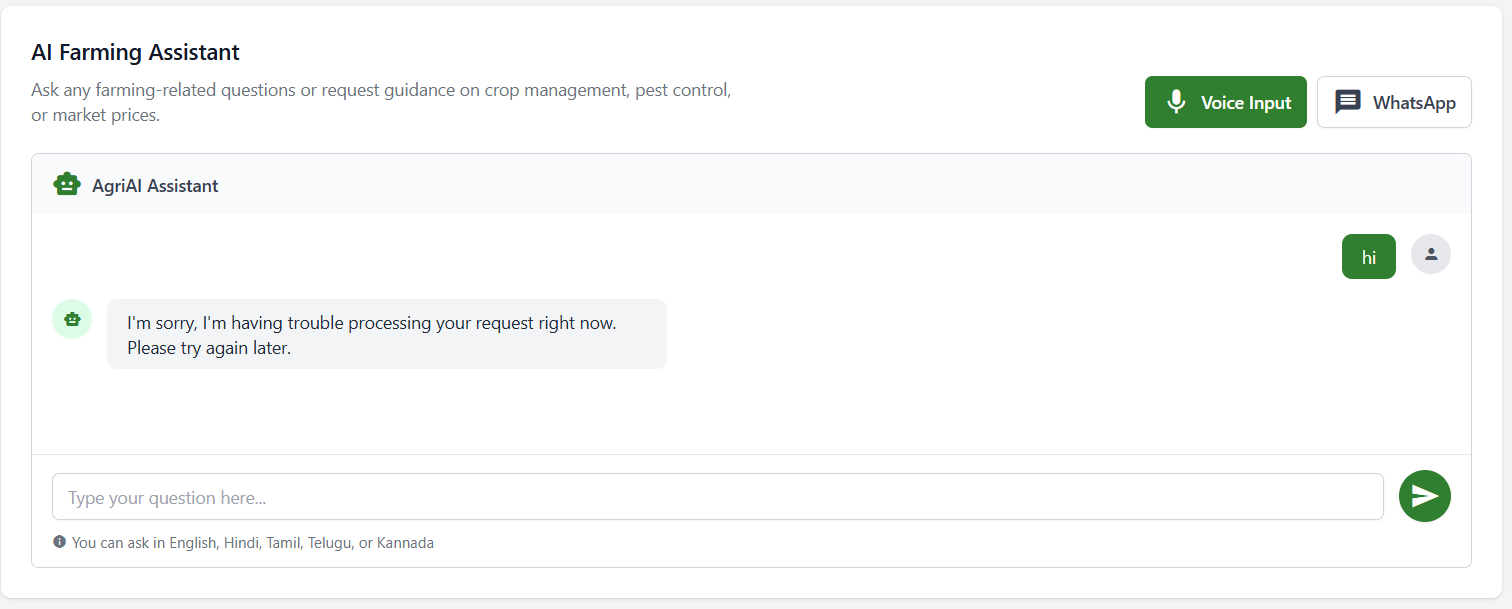 AI Farming Assistant
Ask any farming-related questions or request guidance on crop management, pest control,
or market prices.
Voice Input
WhatsApp
AgriAI Assistant
hi
I'm sorry, I'm having trouble processing your request right now.
Please try again later.
Type your question here...
You can ask in English, Hindi, Tamil, Telugu, or Kannada